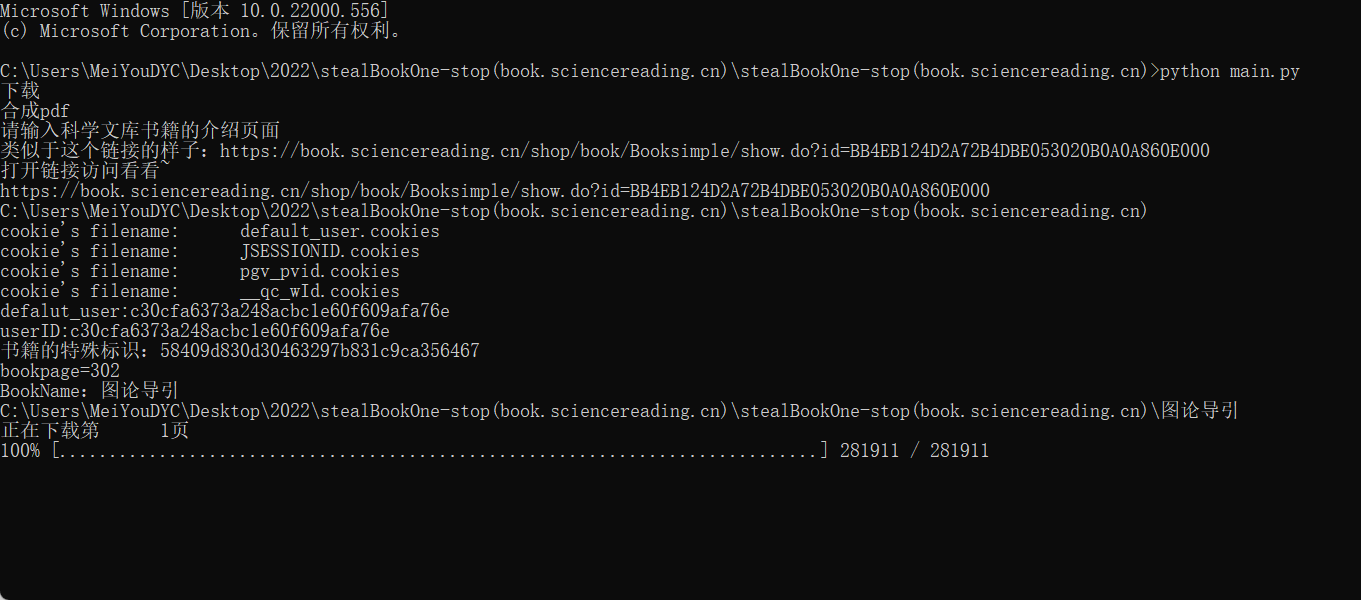 Microsoft Windows [版本 10.0.22000.556]
(c) Microsoft Corporation。保留所有权利。
C:\Users\MeiYouDYC\Desktop\2022\stealBookOne-stop(book.sciencereading.cn)\stealBookOne-stop(book.sciencereading.cn)>python main.py
下载
合成pdf
请输入科学文库书籍的介绍页面
类似于这个链接的样子：https://book.sciencereading.cn/shop/book/Booksimple/show.do?id=BB4EB124D2A72B4DBE053020B0A0A860E000
打开链接访问看看~
https://book.sciencereading.cn/shop/book/Booksimple/show.do?id=BB4EB124D2A72B4DBE053020B0A0A860E000
C:\Users\MeiYouDYC\Desktop\2022\stealBookOne-stop(book.sciencereading.cn)\stealBookOne-stop(book.sciencereading.cn)
cookie's filename:      default_user.cookies
cookie's filename:      JSESSIONID.cookies
cookie's filename:      pgv_pvid.cookies
cookie's filename:      __qc_wId.cookies
defalut_user:c30cfa6373a248acbc1e60f609afa76e
userID:c30cfa6373a248acbc1e60f609afa76e
书籍的特殊标识：58409d830d30463297b831c9ca356467
bookpage=302
BookName：图论导引
C:\Users\MeiYouDYC\Desktop\2022\stealBookOne-stop(book.sciencereading.cn)\stealBookOne-stop(book.sciencereading.cn)\图论导引
正在下载第      1页
100% [............................................................................] 281911 / 281911